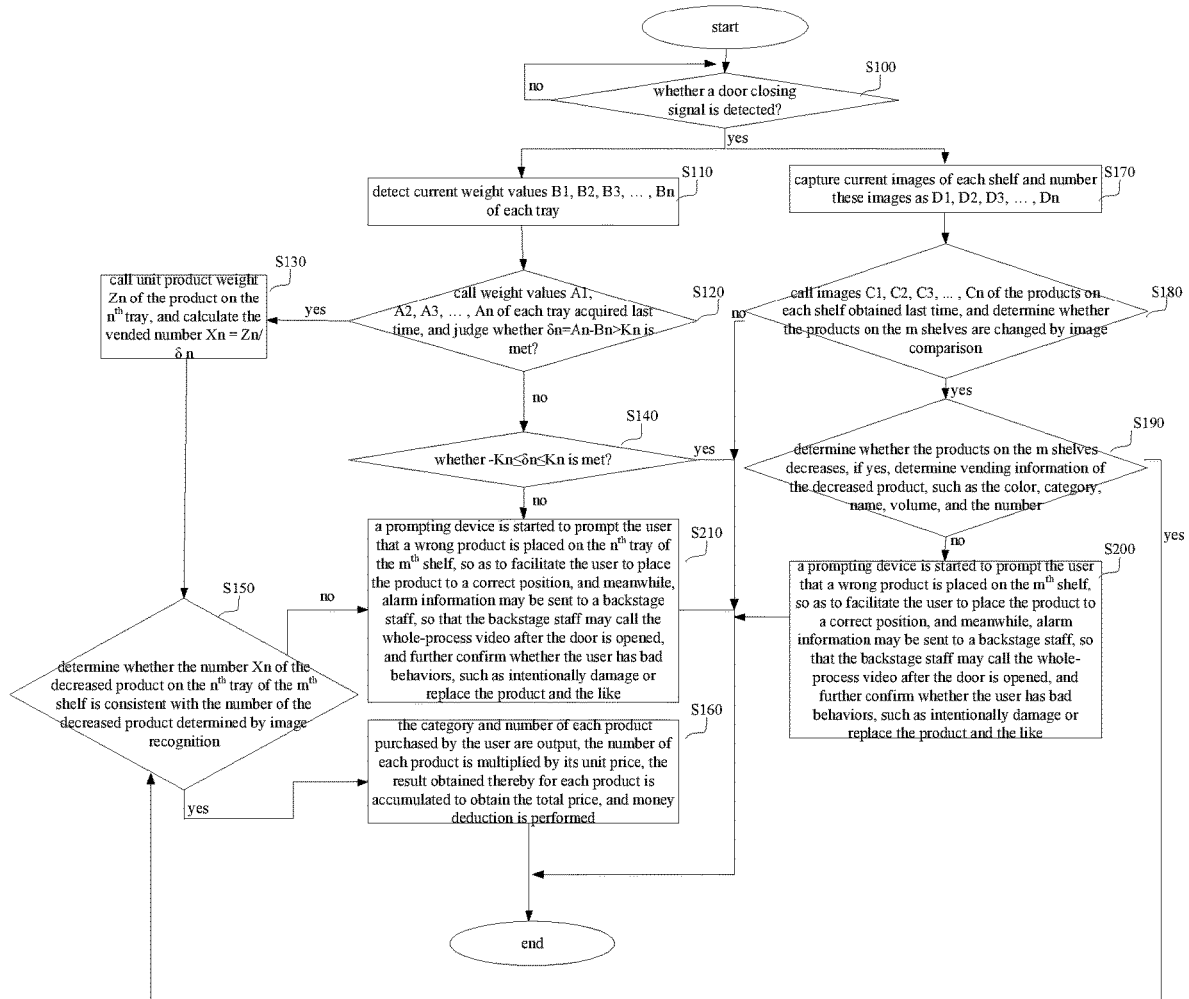 start
S100
no
whether a door closing
signal is detected?
yes
S110
detect current weight values B1, B2, B3, … , Bn
of each tray
S170
capture current images of each shelf and number
these images as D1, D2, D3, … , Dn
S130
call unit product weight
Zn of the product on the
nth tray, and calculate the
vended number Xn = Zn/
δ n
yes
S120
call weight values A1,
A2, A3, … , An of each tray acquired last
time, and judge whether δn=An-Bn>Kn is
met?
no
S180
call images C1, C2, C3, ... , Cn of the products on
each shelf obtained last time, and determine whether
the products on the m shelves are changed by image
comparison
no
yes
S140
whether -Kn≤δn≤Kn is met?
yes
no
S190
determine whether the products on the m shelves
decreases, if yes, determine vending information of
the decreased product, such as the color, category,
name, volume, and the number
yes
no
S210
a prompting device is started to prompt the user
that a wrong product is placed on the nth tray of
the mth shelf, so as to facilitate the user to place
the product to a correct position, and meanwhile,
alarm information may be sent to a backstage
staff, so that the backstage staff may call the
whole-process video after the door is opened,
and further confirm whether the user has bad
behaviors, such as intentionally damage or
replace the product and the like
S200
a prompting device is started to prompt the user
that a wrong product is placed on the mth shelf,
so as to facilitate the user to place the product to
a correct position, and meanwhile, alarm
information may be sent to a backstage staff, so
that the backstage staff may call the whole-
process video after the door is opened, and
further confirm whether the user has bad
behaviors, such as intentionally damage or
replace the product and the like
S150
no
determine whether the number Xn of the
decreased product on the nth tray of the mth
shelf is consistent with the number of the
decreased product determined by image
recognition
yes
S160
the category and number of each product
purchased by the user are output, the number of
each product is multiplied by its unit price, the
result obtained thereby for each product is
accumulated to obtain the total price, and money
deduction is performed
end